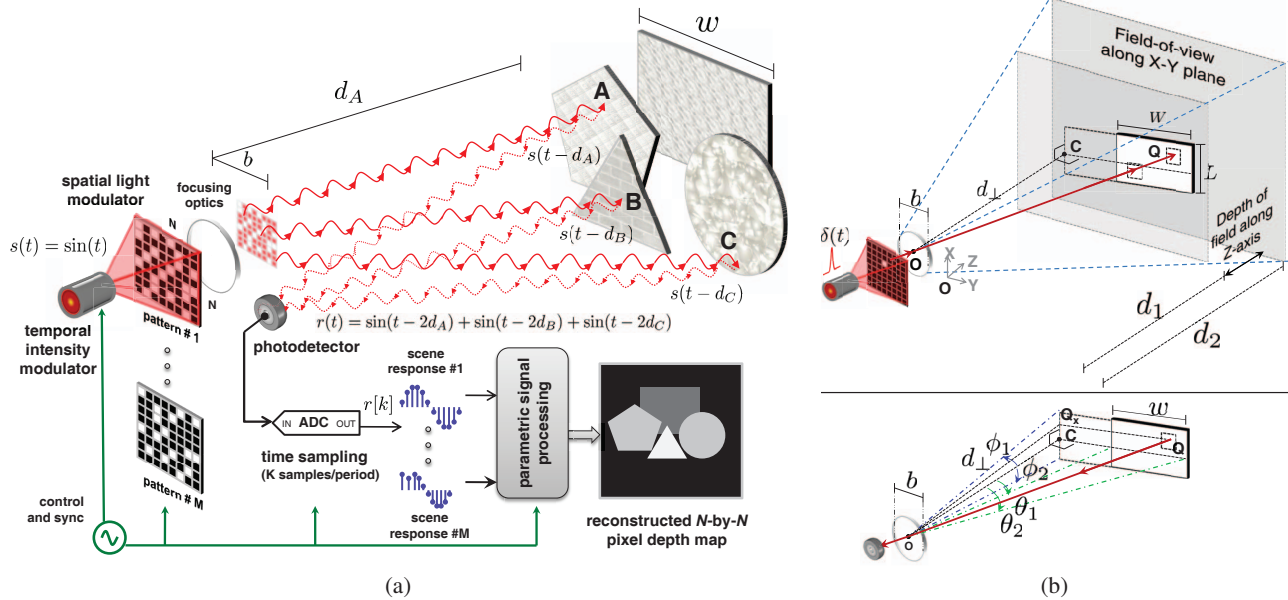 w
d_A
b
A
B
C
s(t − d_A)
s(t − d_B)
s(t − d_C)
spatial light
modulator
focusing
optics
N
N
s(t) = sin(t)
pattern # 1
temporal
intensity
modulator
photodetector
r(t) = sin(t − 2d_A) + sin(t − 2d_B) + sin(t − 2d_C)
scene
response #1
r[k]
IN ADC OUT
time sampling
(K samples/period)
parametric signal
processing
pattern # M
scene
response #M
control
and sync
reconstructed N-by-N
pixel depth map
(a)
Field-of-view
along X-Y plane
W
C
Q
L
d_⊥
b
δ(t)
O
X
Z
Y
O
Depth of
field along
Z-axis
d_1
d_2
Q_x
w
C
Q
ϕ_1
d_⊥
ϕ_2
b
θ_1
θ_2
O
(b)